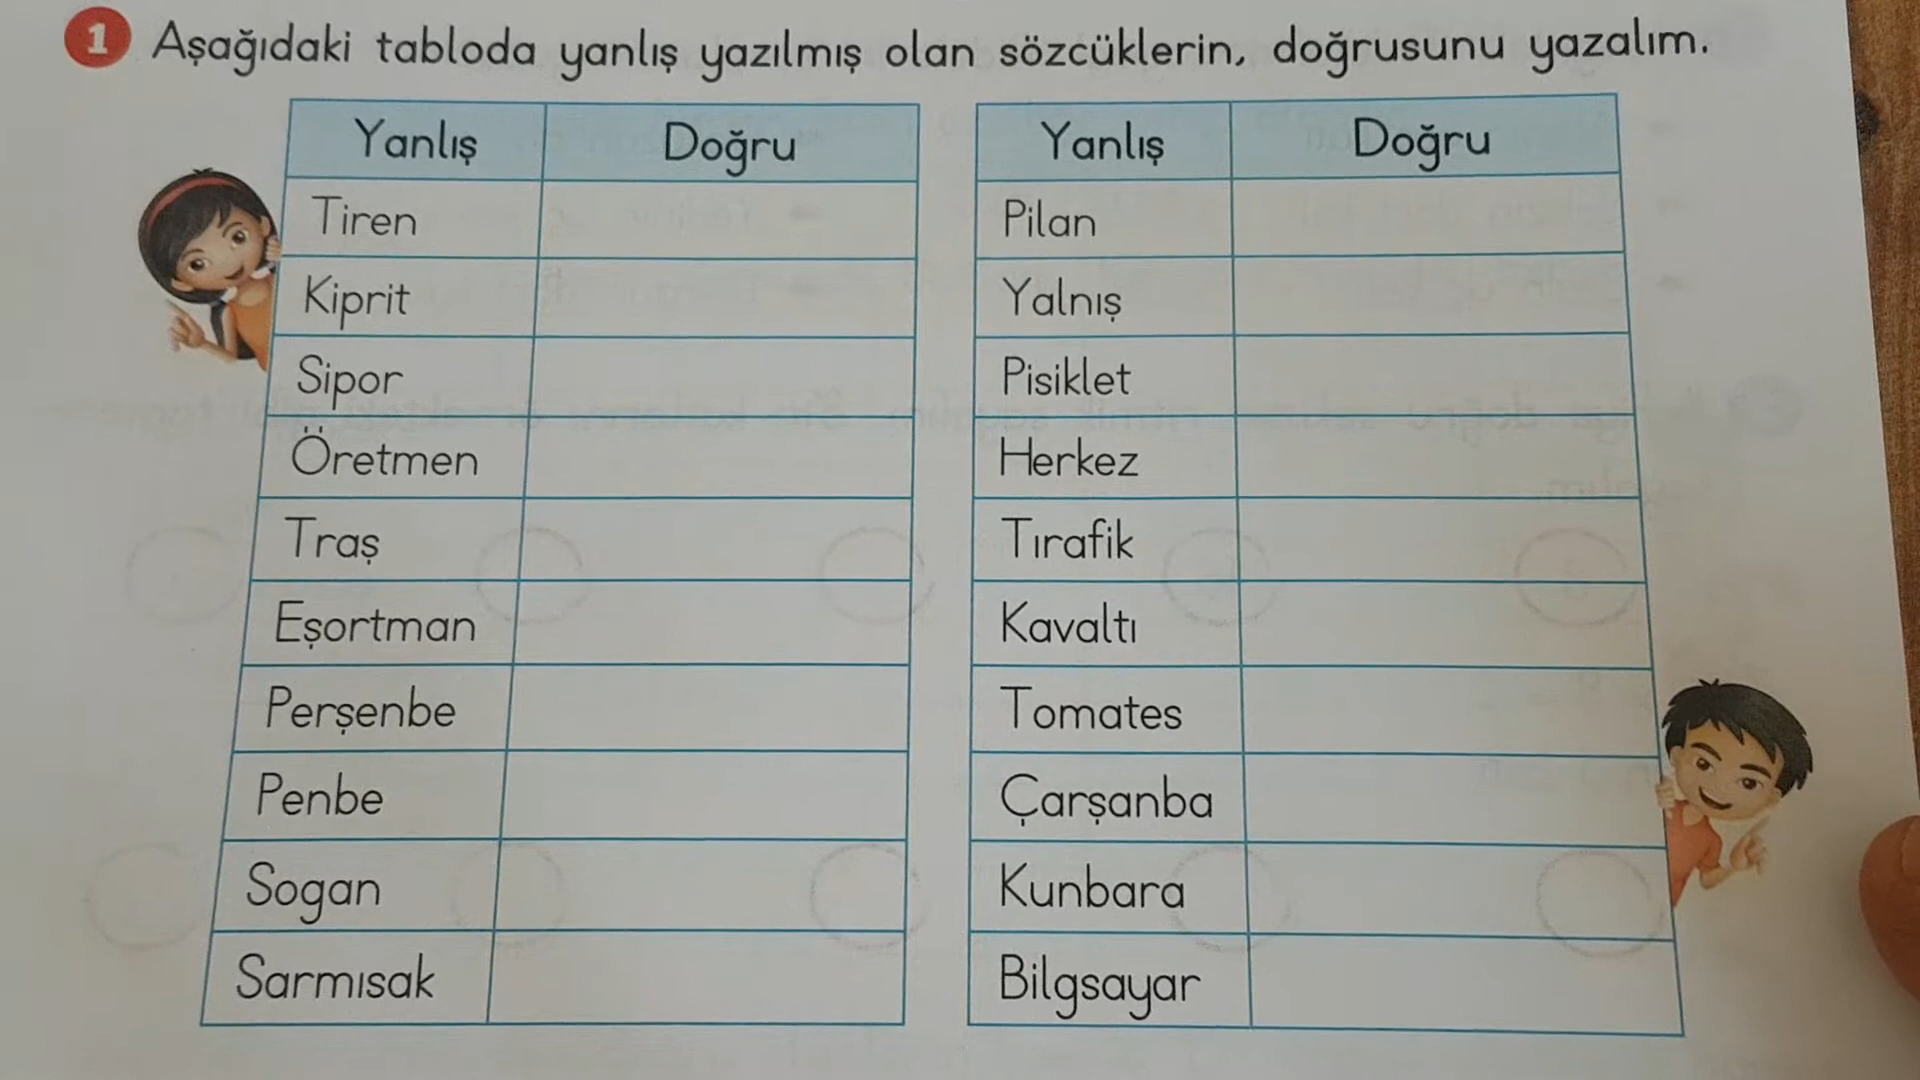 1 Aşağıdaki tabloda yanlış yazılmış olan sözcüklerin, doğrusunu yazalım.
Yanlış Doğru
Tiren
Kiprit
Sipor
Öretmen
Traş
Eşortman
Perşenbe
Penbe
Sogan
Sarmısak
Yanlış Doğru
Pilan
Yalnış
Pisiklet
Herkez
Tırafik
Kavaltı
Tomates
Çarşanba
Kunbara
Bilgsayar